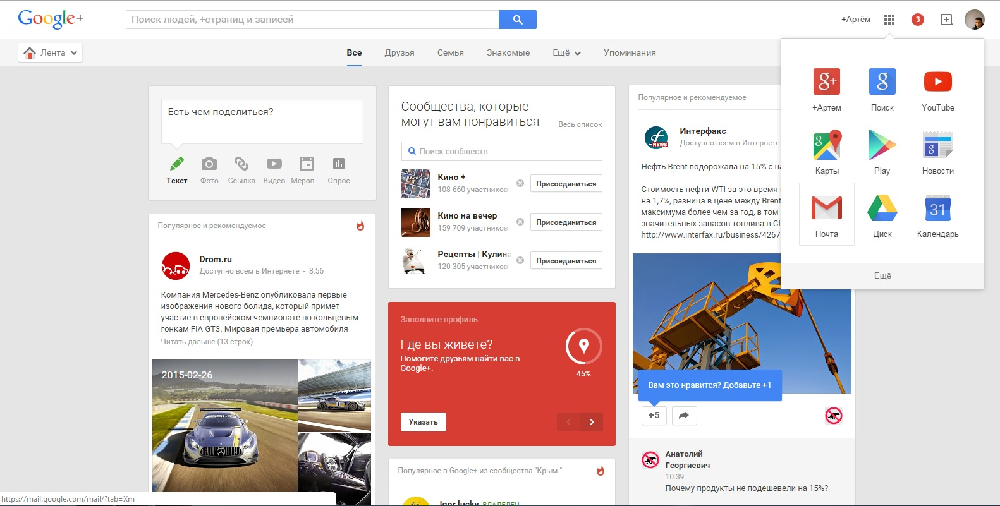 Google+
Поиск людей, +страниц и записей
+Артём
3
Лента
Все
Друзья
Семья
Знакомые
Ещё
Упоминания
Есть чем поделиться?
Текст
Фото
Ссылка
Видео
Мероп...
Опрос
Популярное и рекомендуемое
Drom.ru
Доступно всем в Интернете - 8:56
Компания Mercedes-Benz опубликовала первые
изображения нового болида, который примет
участие в европейском чемпионате по кольцевым
гонкам FIA GT3. Мировая премьера автомобиля
Читать дальше (13 строк)
2015-02-26
AMG
https://mail.google.com/mail/?tab=Xm
Сообщества, которые
могут вам понравиться
Весь список
Поиск сообществ
Кино +
108 660 участников
Присоединиться
Кино на вечер
159 709 участников
Присоединиться
Рецепты | Кулина
120 305 участников
Присоединиться
Заполните профиль
Где вы живете?
Помогите друзьям найти вас в
Google+.
45%
Указать
Популярное в Google+ из сообщества "Крым."
Igor lucky ВЛАДЕЛЕЦ
Популярное и рекомендуемое
NEWS
Интерфакс
Доступно всем в Интернете
Нефть Brent подорожала на 15% с на
Стоимость нефти WTI за это время
на 1,7%, разница в цене между Brent
максимума более чем за год, в том
значительных запасов топлива в СШ
http://www.interfax.ru/business/4267
Вам это нравится? Добавьте +1
+5
Анатолий
Георгиевич
10:39
Почему продукты не подешевели на 15%?
g+
g
+Артём
Поиск
YouTube
g
g
Карты
Play
Новости
31
Почта
Диск
Календарь
Ещё